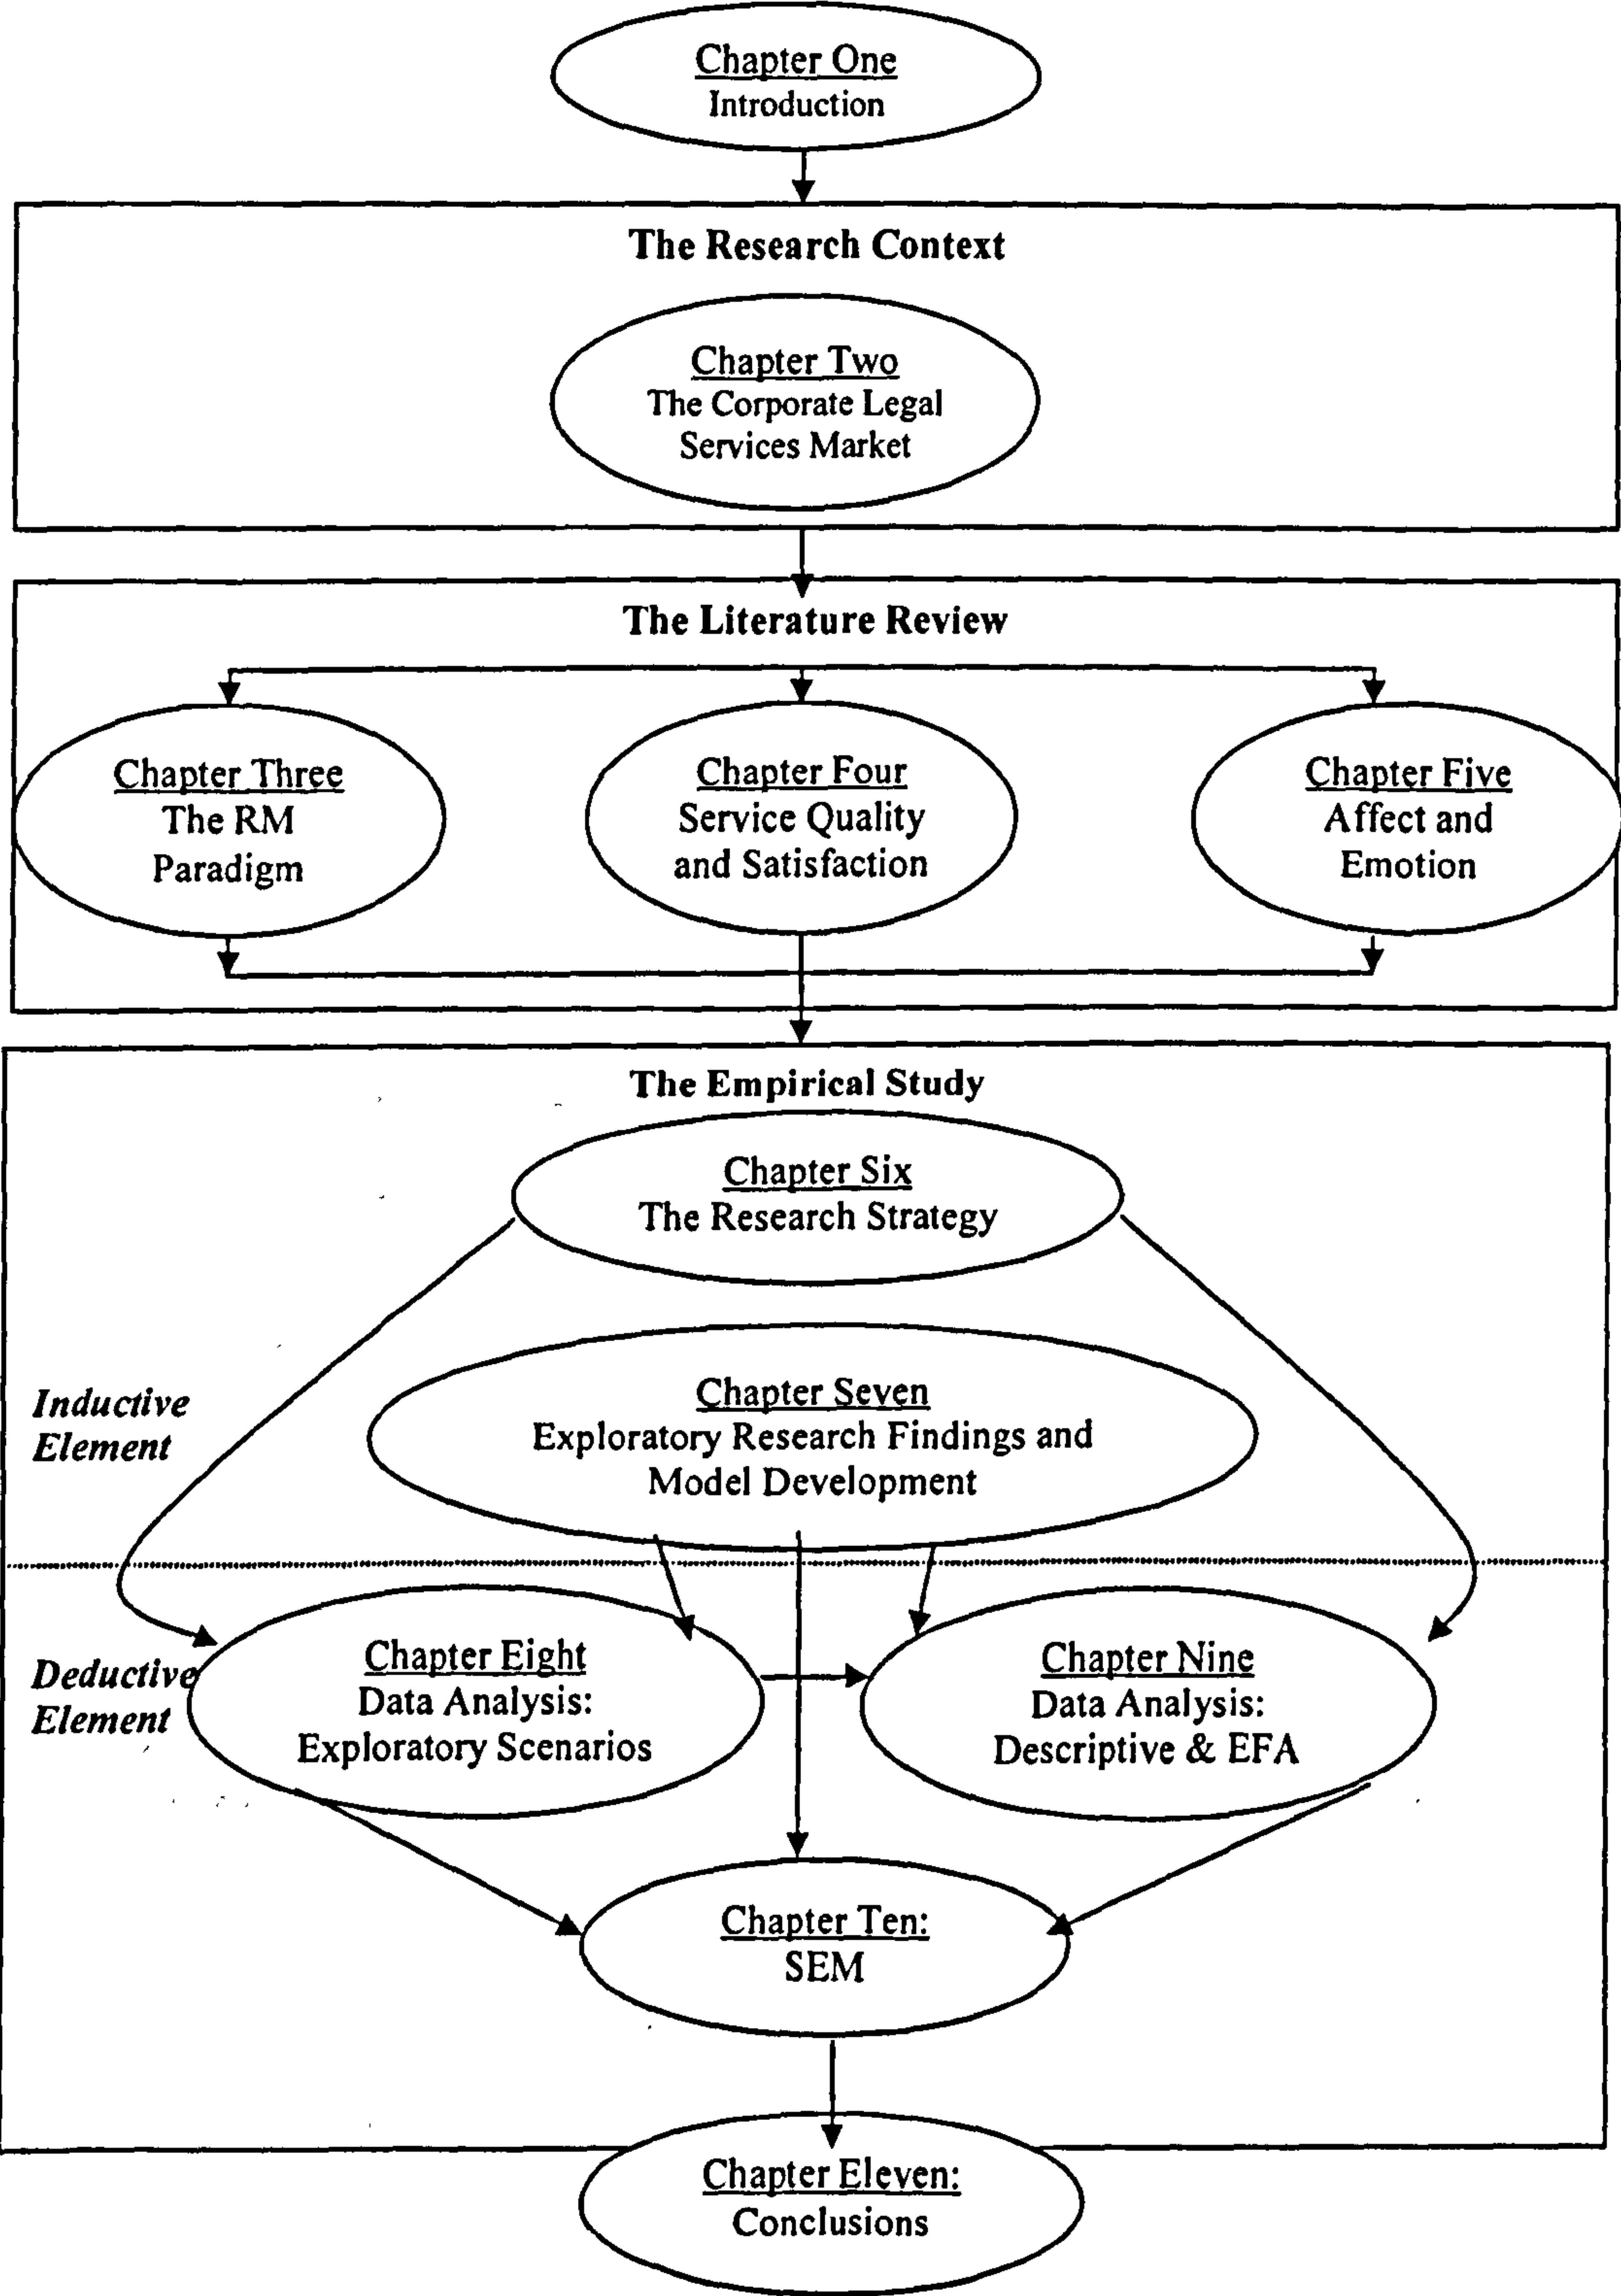 Chapter One
Introduction
The Research Context
Chapter Two
The Corporate Legal
Services Market
The Literature Review
Chapter Three
The RM
Paradigm
Chapter Four
Service Quality
and Satisfaction
Chapter Five
Affect and
Emotion
The Empirical Study
Chapter Six
The Research Strategy
Inductive
Element
Chapter Seven
Exploratory Research Findings and
Model Development
Deductive
Element
Chapter Eight
Data Analysis:
Exploratory Scenarios
Chapter Nine
Data Analysis:
Descriptive & EFA
Chapter Ten:
SEM
Chapter Eleven:
Conclusions